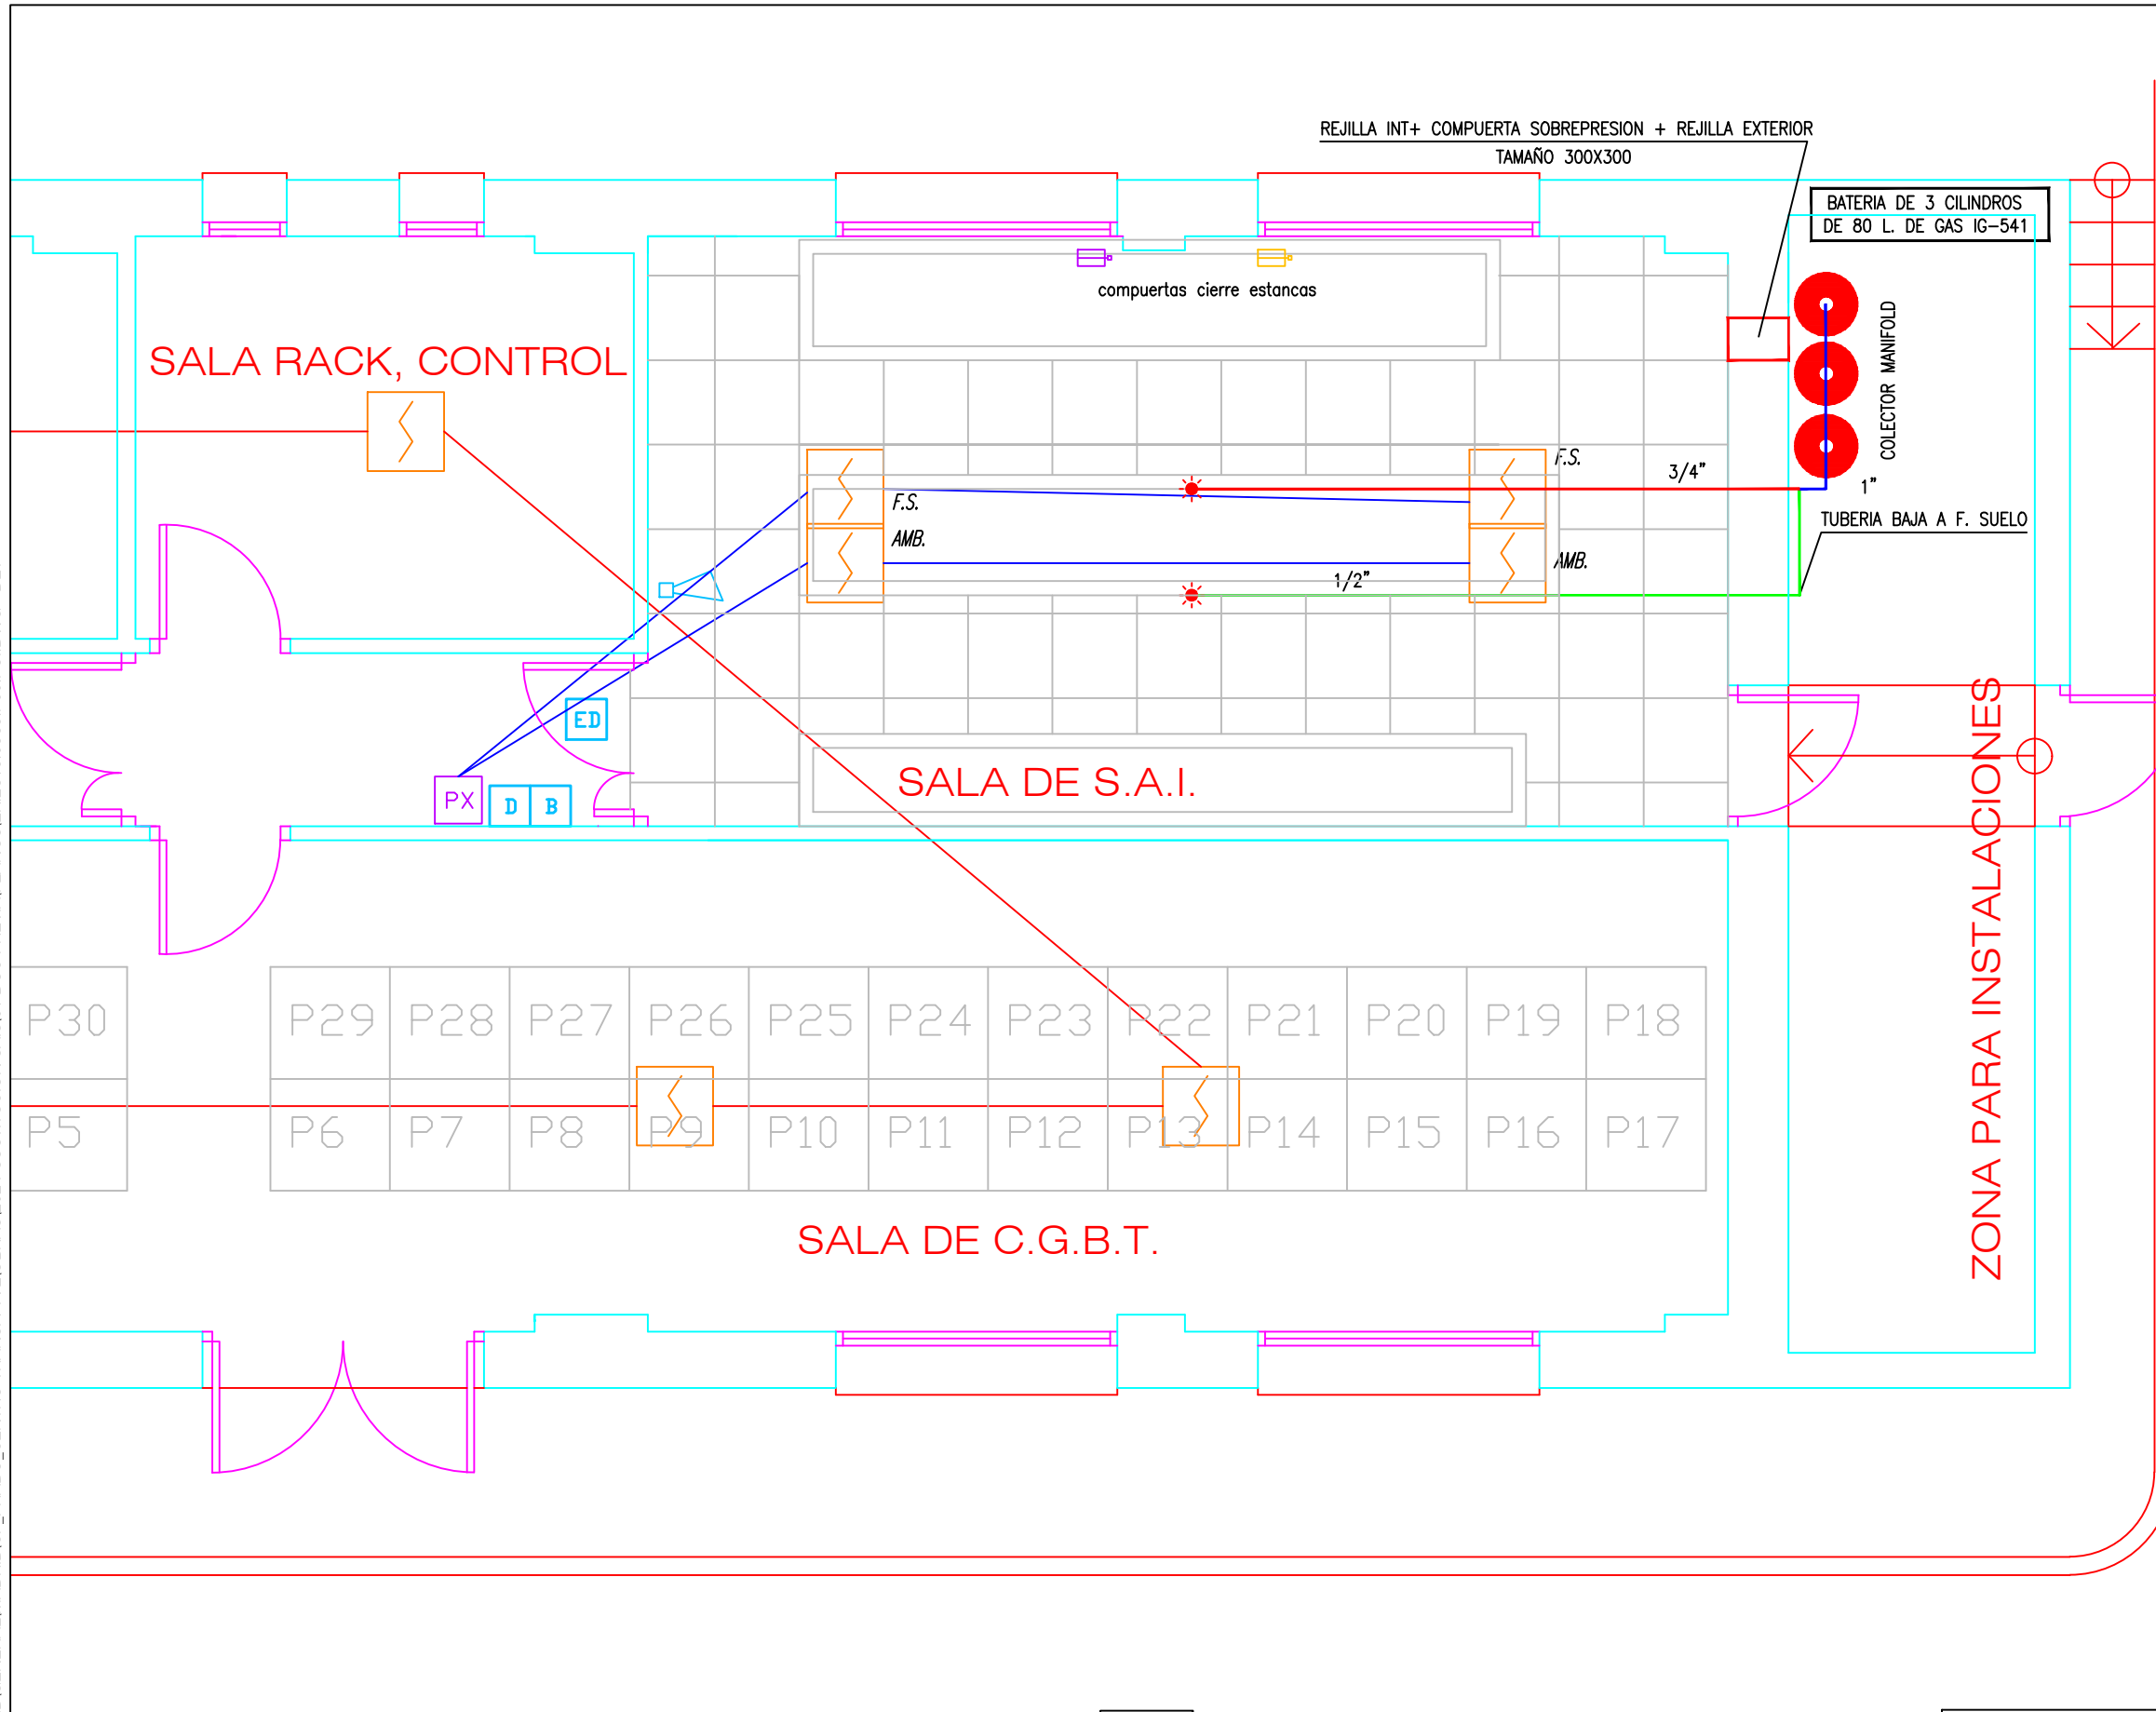 REJILLA INT+ COMPUERTA SOBREPRESION + REJILLA EXTERIOR
TAMAÑO 300X300
BATERIA DE 3 CILINDROS
DE 80 L. DE GAS IG-541
compuertas cierre estancas
COLECTOR MANIFOLD
SALA RACK, CONTROL
F.S.
3/4"
1"
F.S.
TUBERIA BAJA A F. SUELO
AMB.
AMB.
1/2"
ED
PX
D
B
SALA DE S.A.I.
ZONA PARA INSTALACIONES
P30 P29 P28 P27 P26 P25 P24 P23 P22 P21 P20 P19 P18
P5 P6 P7 P8 P9 P10 P11 P12 P13 P14 P15 P16 P17
SALA DE C.G.B.T.